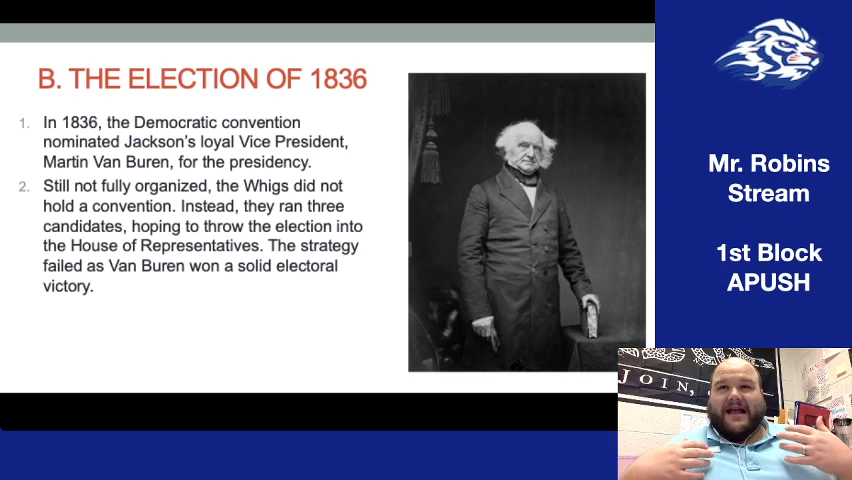 B. THE ELECTION OF 1836
1. In 1836, the Democratic convention
nominated Jackson's loyal Vice President,
Martin Van Buren, for the presidency.
2. Still not fully organized, the Whigs did not
hold a convention. Instead, they ran three
candidates, hoping to throw the election into
the House of Representatives. The strategy
failed as Van Buren won a solid electoral
victory.
Mr. Robins
Stream
1st Block
APUSH
JOIN,